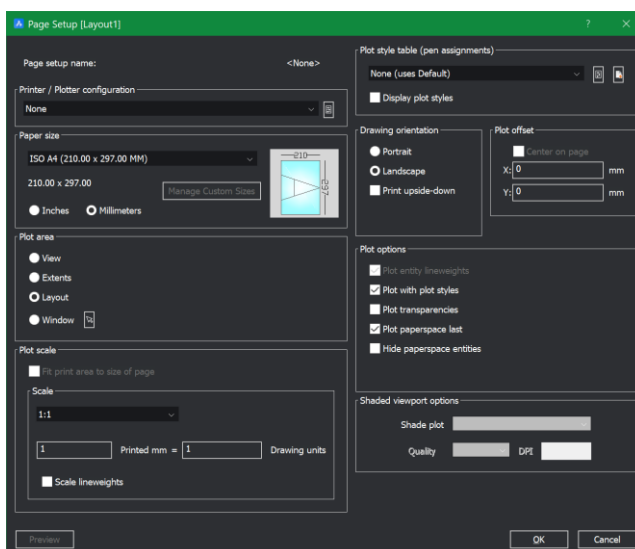 Page Setup [Layout1]
Page setup name: <None>
Printer / Plotter configuration
None
Paper size
ISO A4 (210.00 x 297.00 MM)
210.00 x 297.00
Manage Custom Sizes
Inches Millimeters
210
297
Plot area
View
Extents
Layout
Window
Plot scale
Fit print area to size of page
Scale
1:1
1 Printed mm = 1 Drawing units
Scale lineweights
Preview
Plot style table (pen assignments)
None (uses Default)
Display plot styles
Drawing orientation
Portrait
Landscape
Print upside-down
Plot offset
Center on page
X: 0 mm
Y: 0 mm
Plot options
Plot entity lineweights
Plot with plot styles
Plot transparencies
Plot paperspace last
Hide paperspace entities
Shaded viewport options
Shade plot
Quality DPI
OK Cancel